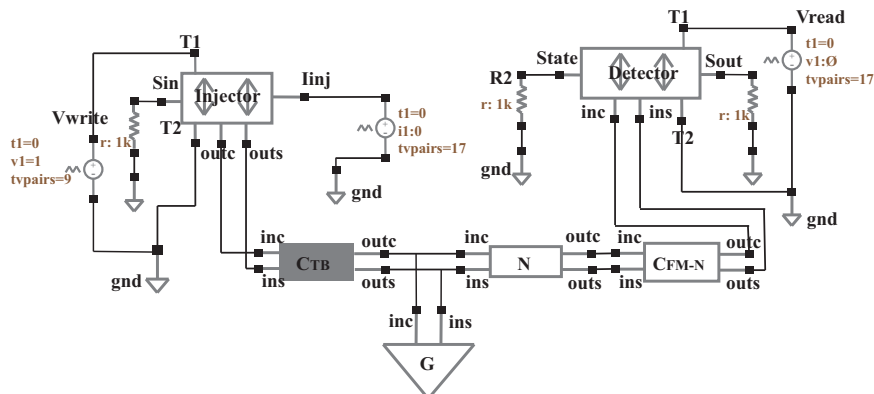 Vread
T1
T1
t1=0
v1:Ø
tvpairs=17
State
Sout
Sin
Injector
Iinj
R2
Detector
r: 1k
inc
ins
r: 1k
Vwrite
t1=0
i1:0
tvpairs=17
t1=0
v1=1
tvpairs=9
r: 1k
T2
outc
outs
T2
gnd
gnd
gnd
gnd
inc
outc
inc
outc
inc
outc
CTB
N
CFM-N
ins
outs
ins
outs
ins
outs
inc
ins
G